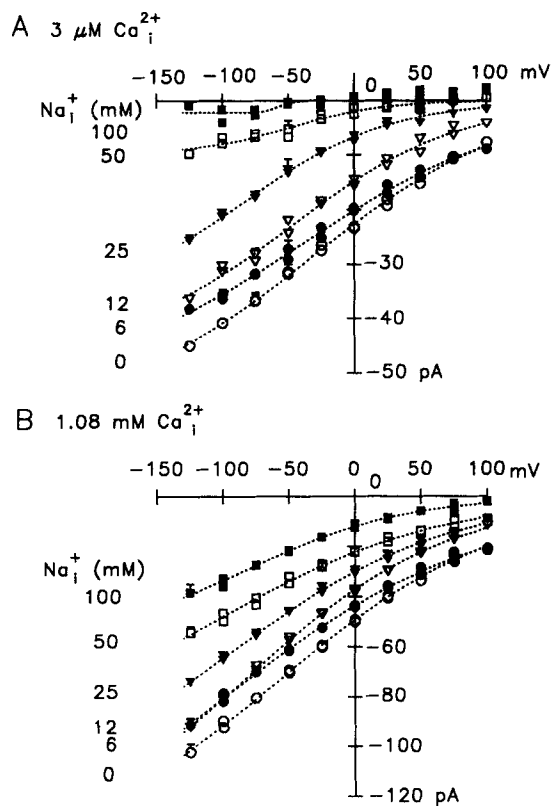 A 3 μM Ca²⁺ᵢ
−150 −100 −50 0 50 100 mV
Na⁺ᵢ (mM)
100
50
25
12
6
0
−30
−40
−50 pA
B 1.08 mM Ca²⁺ᵢ
−150 −100 −50 0 0 50 100 mV
Na⁺ᵢ (mM)
100
50
25
12
6
0
−60
−80
−100
−120 pA